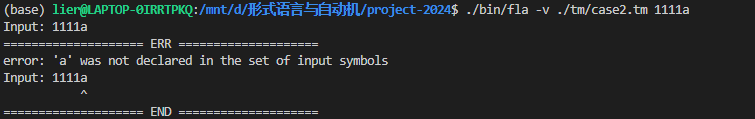 (base) lier@LAPTOP-0IRRTPKQ:/mnt/d/形式语言与自动机/project-2024$ ./bin/fla -v ./tm/case2.tm 1111a
Input: 1111a
==================== ERR ====================
error: 'a' was not declared in the set of input symbols
Input: 1111a
           ^
==================== END ====================